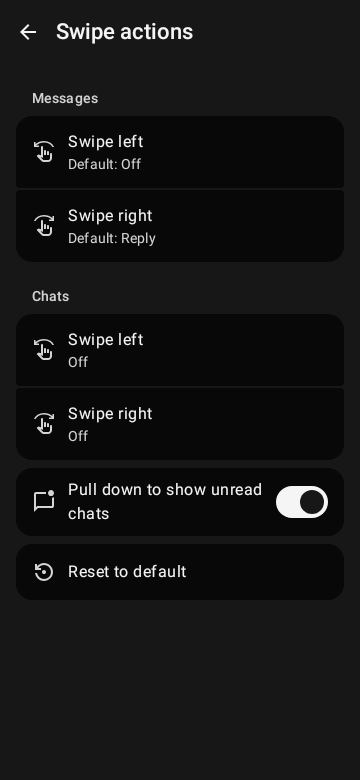 Swipe actions
Messages
Swipe left
Default: Off
Swipe right
Default: Reply
Chats
Swipe left
Off
Swipe right
Off
Pull down to show unread
chats
Reset to default